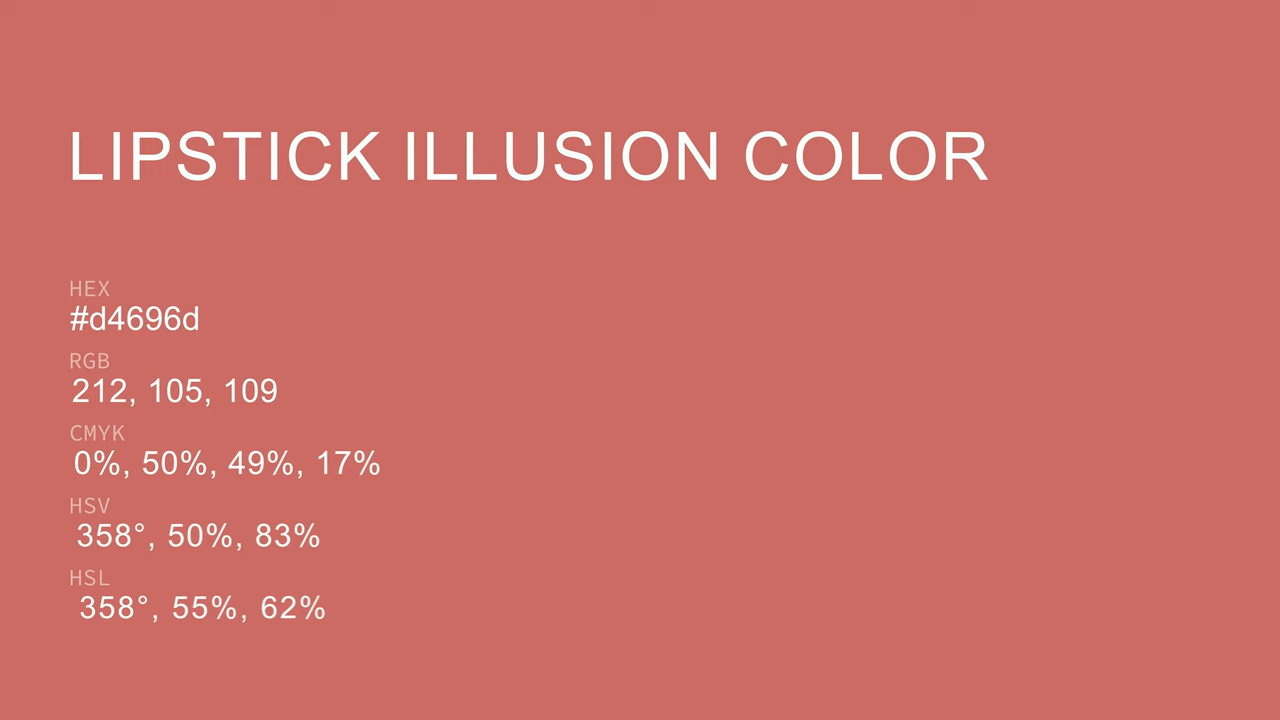 LIPSTICK ILLUSION COLOR
HEX
#d4696d
RGB
212, 105, 109
CMYK
0%, 50%, 49%, 17%
HSV
358°, 50%, 83%
HSL
358°, 55%, 62%